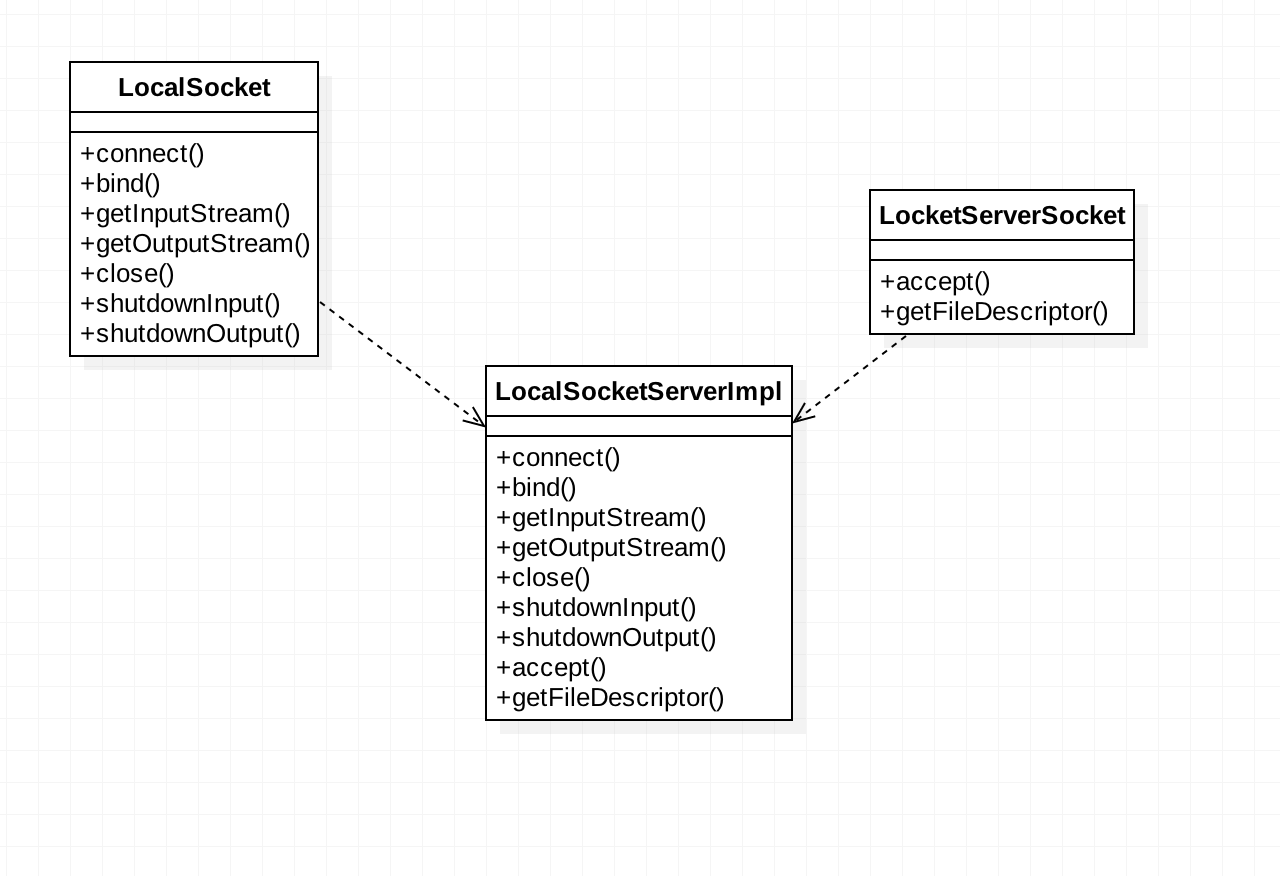 LocalSocket
+connect()
+bind()
+getInputStream()
+getOutputStream()
+close()
+shutdownInput()
+shutdownOutput()
LocketServerSocket
+accept()
+getFileDescriptor()
LocalSocketServerImpl
+connect()
+bind()
+getInputStream()
+getOutputStream()
+close()
+shutdownInput()
+shutdownOutput()
+accept()
+getFileDescriptor()